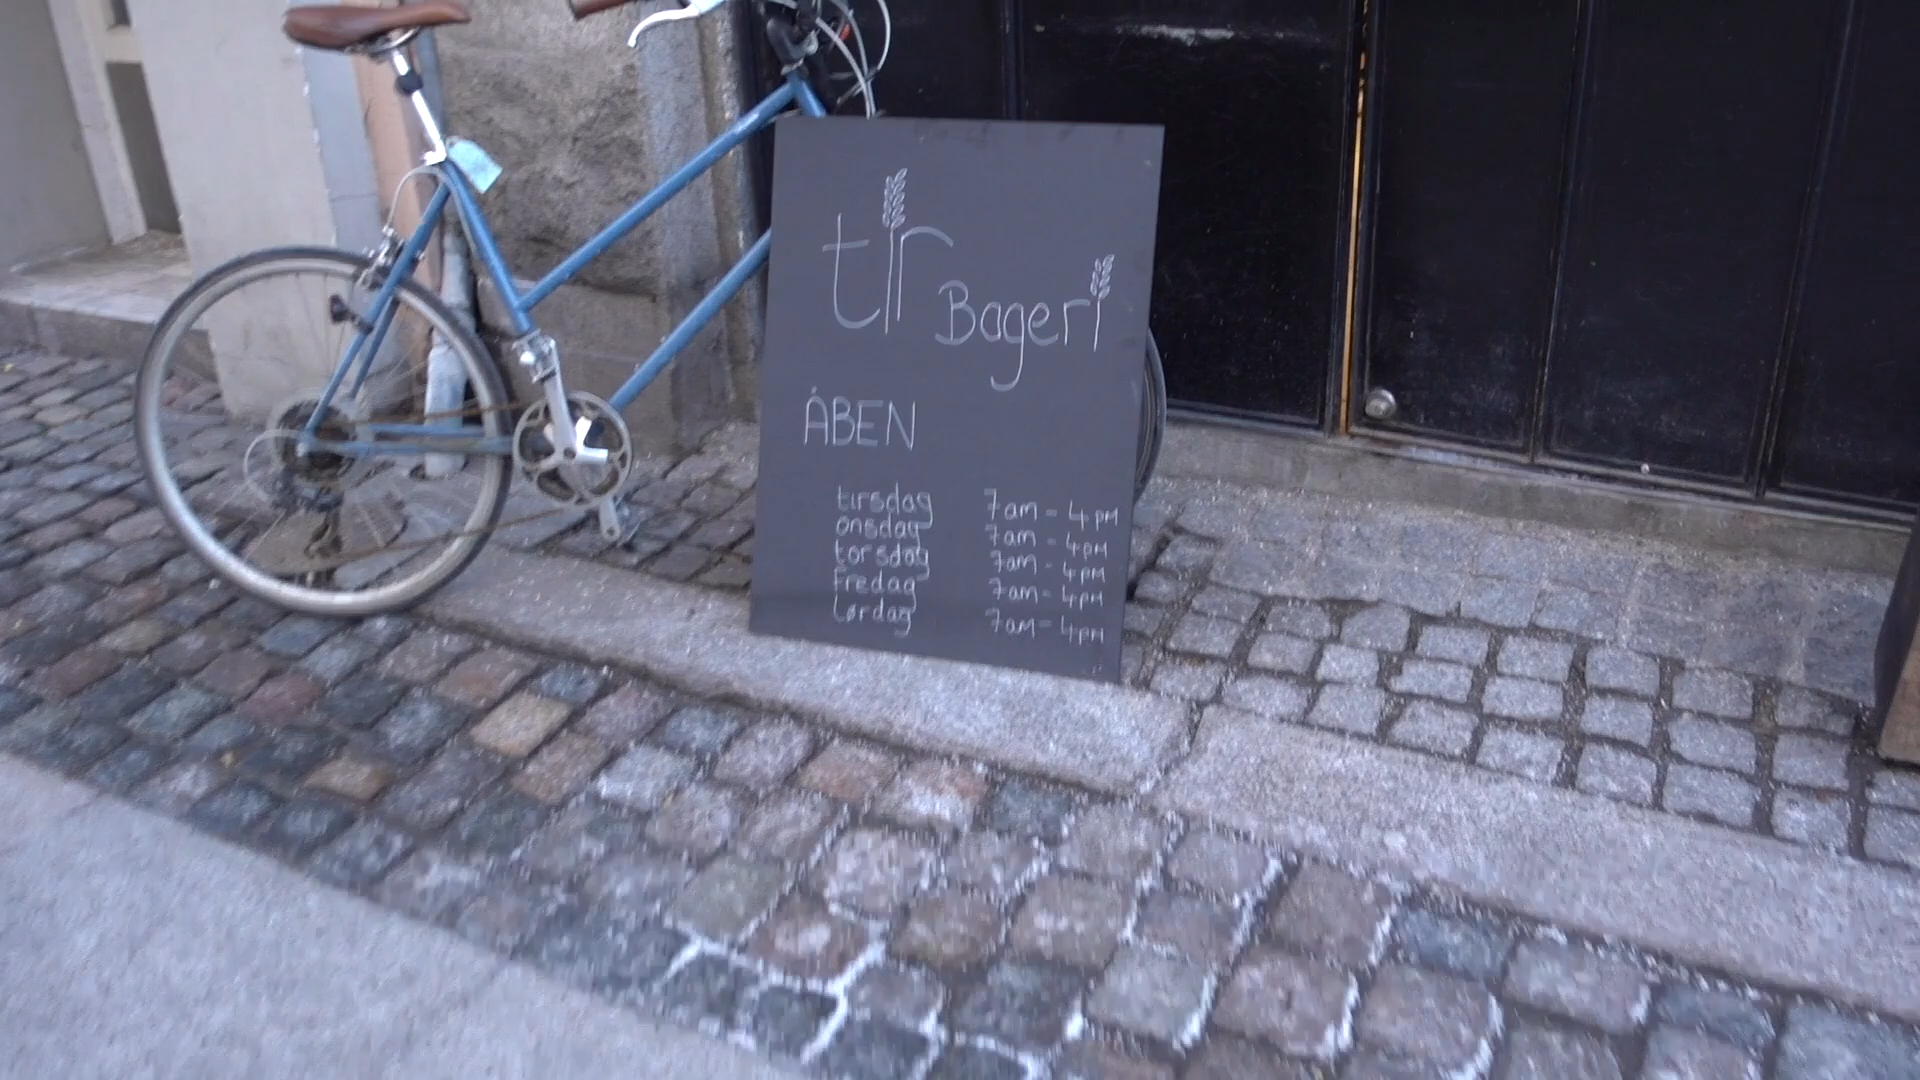 tir Bageri
ÅBEN
tirsdag 7am - 4pm
onsdag 7am - 4pm
torsdag 7am - 4pm
fredag 7am - 4pm
Lørdag 7am - 4pm